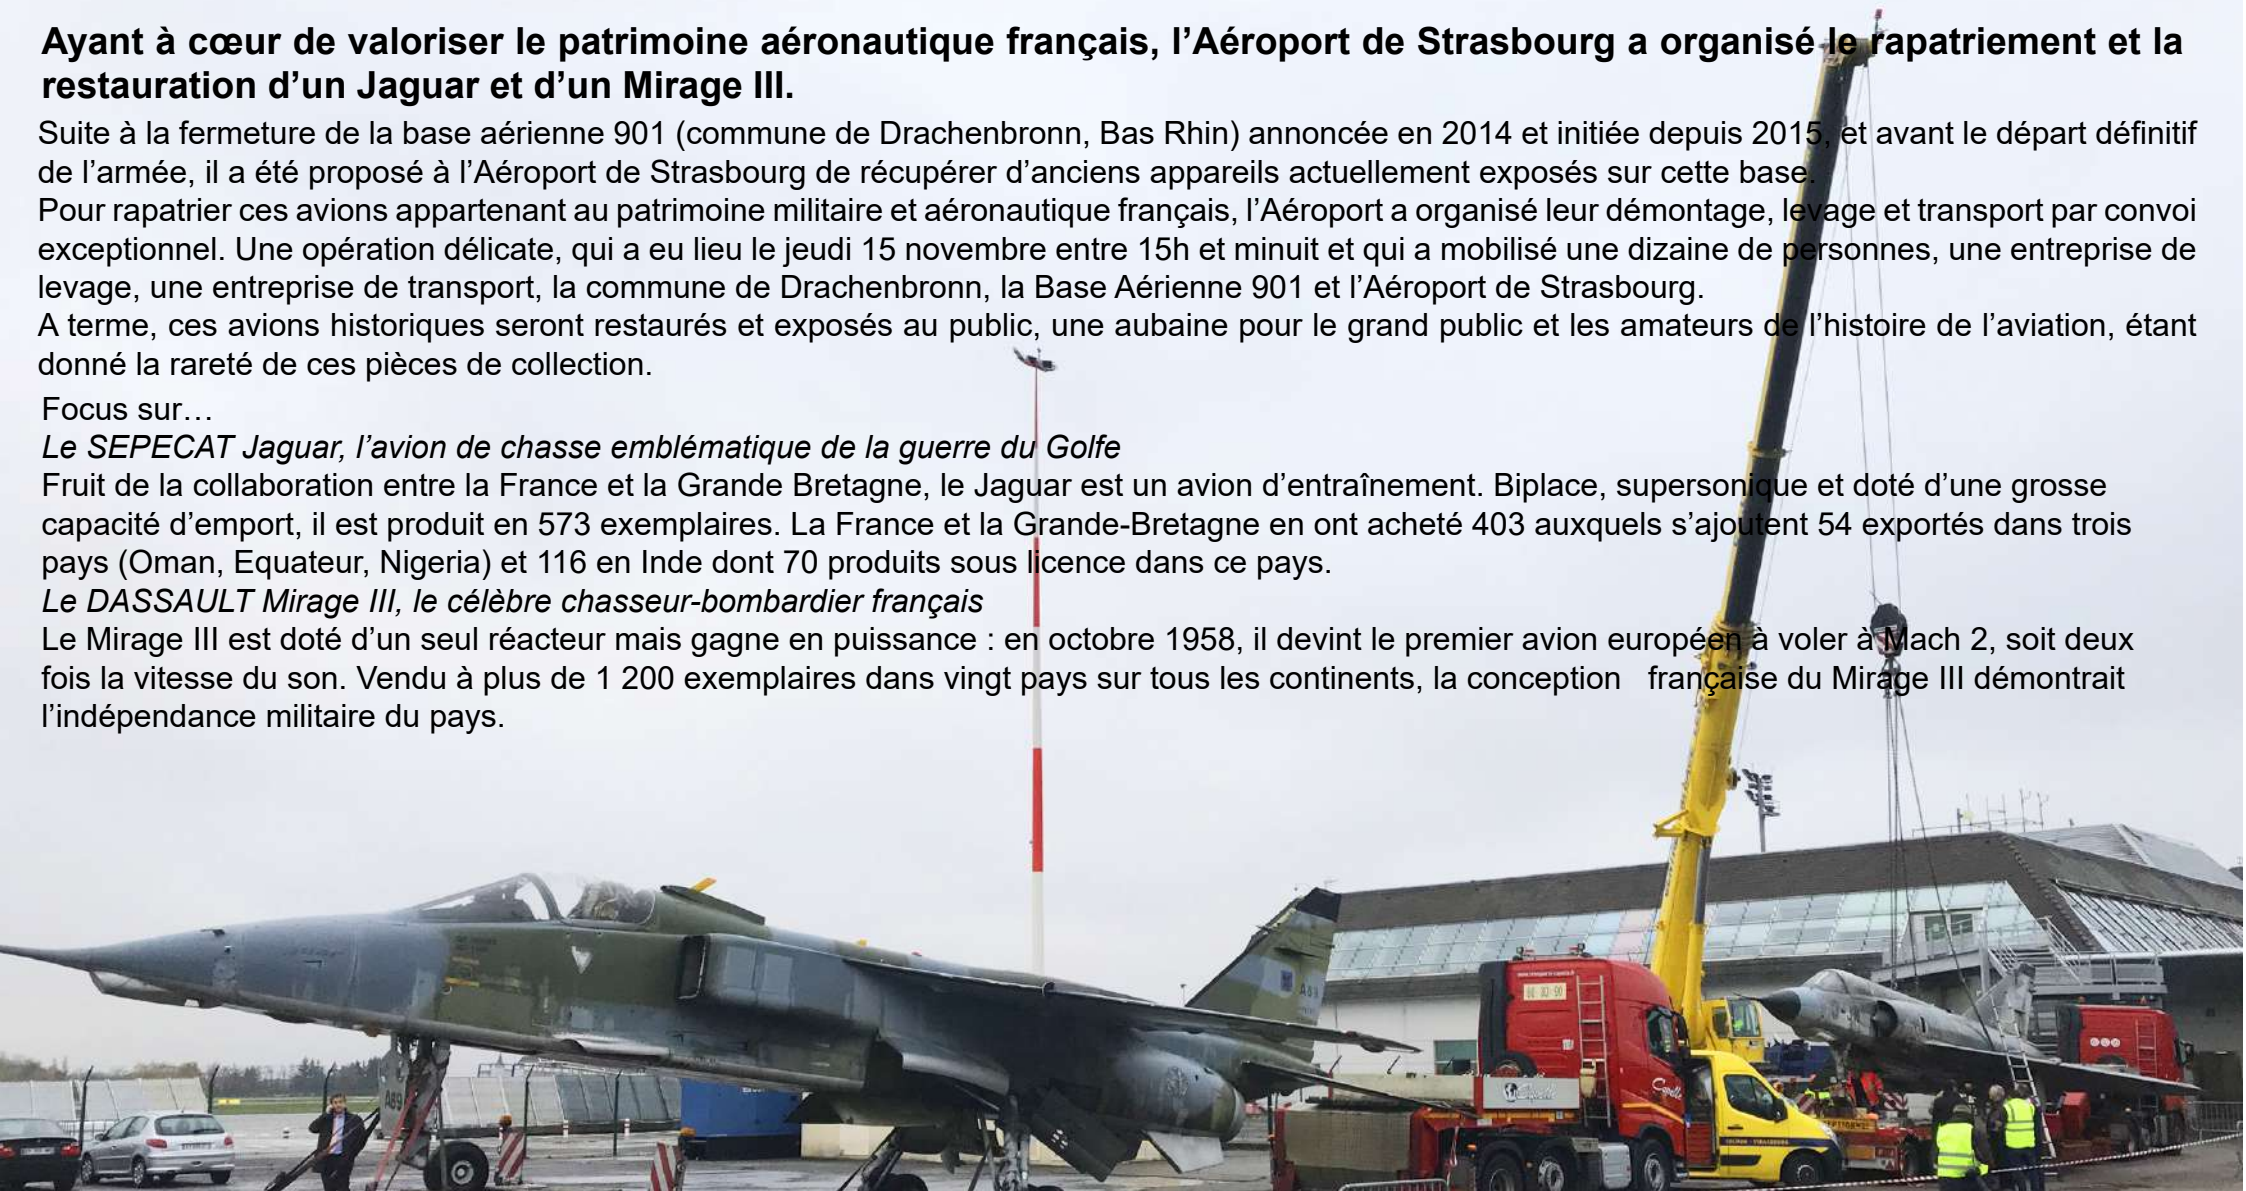 Ayant à cœur de valoriser le patrimoine aéronautique français, l’Aéroport de Strasbourg a organisé le rapatriement et la
restauration d’un Jaguar et d’un Mirage III.
Suite à la fermeture de la base aérienne 901 (commune de Drachenbronn, Bas Rhin) annoncée en 2014 et initiée depuis 2015, et avant le départ définitif
de l’armée, il a été proposé à l’Aéroport de Strasbourg de récupérer d’anciens appareils actuellement exposés sur cette base.
Pour rapatrier ces avions appartenant au patrimoine militaire et aéronautique français, l’Aéroport a organisé leur démontage, levage et transport par convoi
exceptionnel. Une opération délicate, qui a eu lieu le jeudi 15 novembre entre 15h et minuit et qui a mobilisé une dizaine de personnes, une entreprise de
levage, une entreprise de transport, la commune de Drachenbronn, la Base Aérienne 901 et l’Aéroport de Strasbourg.
A terme, ces avions historiques seront restaurés et exposés au public, une aubaine pour le grand public et les amateurs de l’histoire de l’aviation, étant
donné la rareté de ces pièces de collection.
Focus sur…
Le SEPECAT Jaguar, l’avion de chasse emblématique de la guerre du Golfe
Fruit de la collaboration entre la France et la Grande Bretagne, le Jaguar est un avion d’entraînement. Biplace, supersonique et doté d’une grosse
capacité d’emport, il est produit en 573 exemplaires. La France et la Grande-Bretagne en ont acheté 403 auxquels s’ajoutent 54 exportés dans trois
pays (Oman, Equateur, Nigeria) et 116 en Inde dont 70 produits sous licence dans ce pays.
Le DASSAULT Mirage III, le célèbre chasseur-bombardier français
Le Mirage III est doté d’un seul réacteur mais gagne en puissance : en octobre 1958, il devint le premier avion européen à voler à Mach 2, soit deux
fois la vitesse du son. Vendu à plus de 1 200 exemplaires dans vingt pays sur tous les continents, la conception française du Mirage III démontrait
l’indépendance militaire du pays.
A89
A89